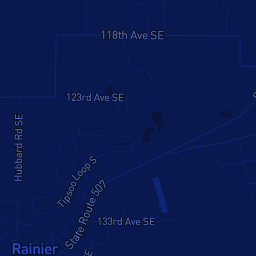 118th Ave SE
123rd Ave SE
Hubbard Rd SE
Tipsoo Loop S
State Route 507
133rd Ave SE
Rainier
E